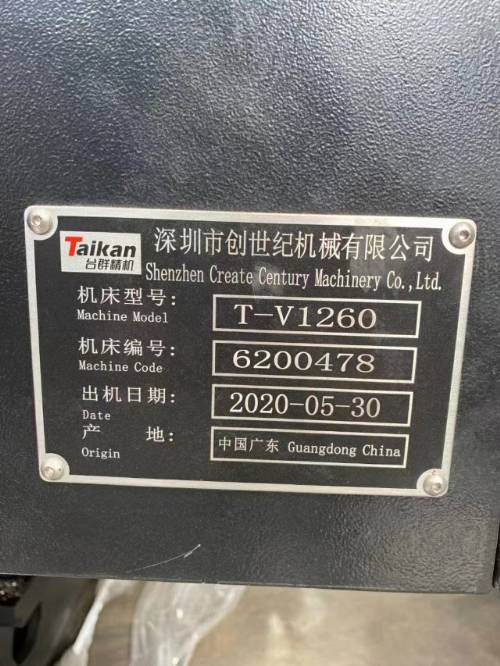 Taikan
台群精机
深圳市创世纪机械有限公司
Shenzhen Create Century Machinery Co.,Ltd.
机床型号: T-V1260
Machine Model
机床编号: 6200478
Machine Code
出机日期: 2020-05-30
Date
产 地: 中国广东 Guangdong China
Origin